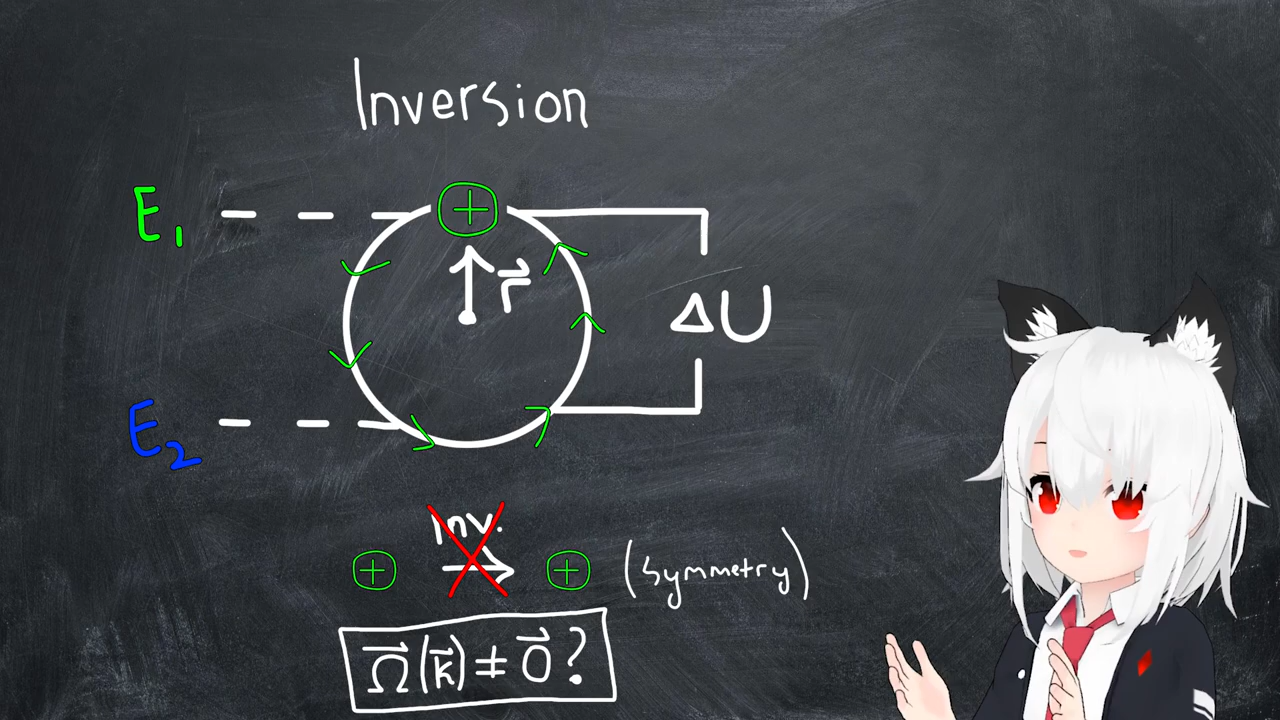 Inversion
E₁
+
r⃗
ΔU
E₂
inv.
+ → + (symmetry)
Ω⃗(k⃗) ≠ 0⃗?